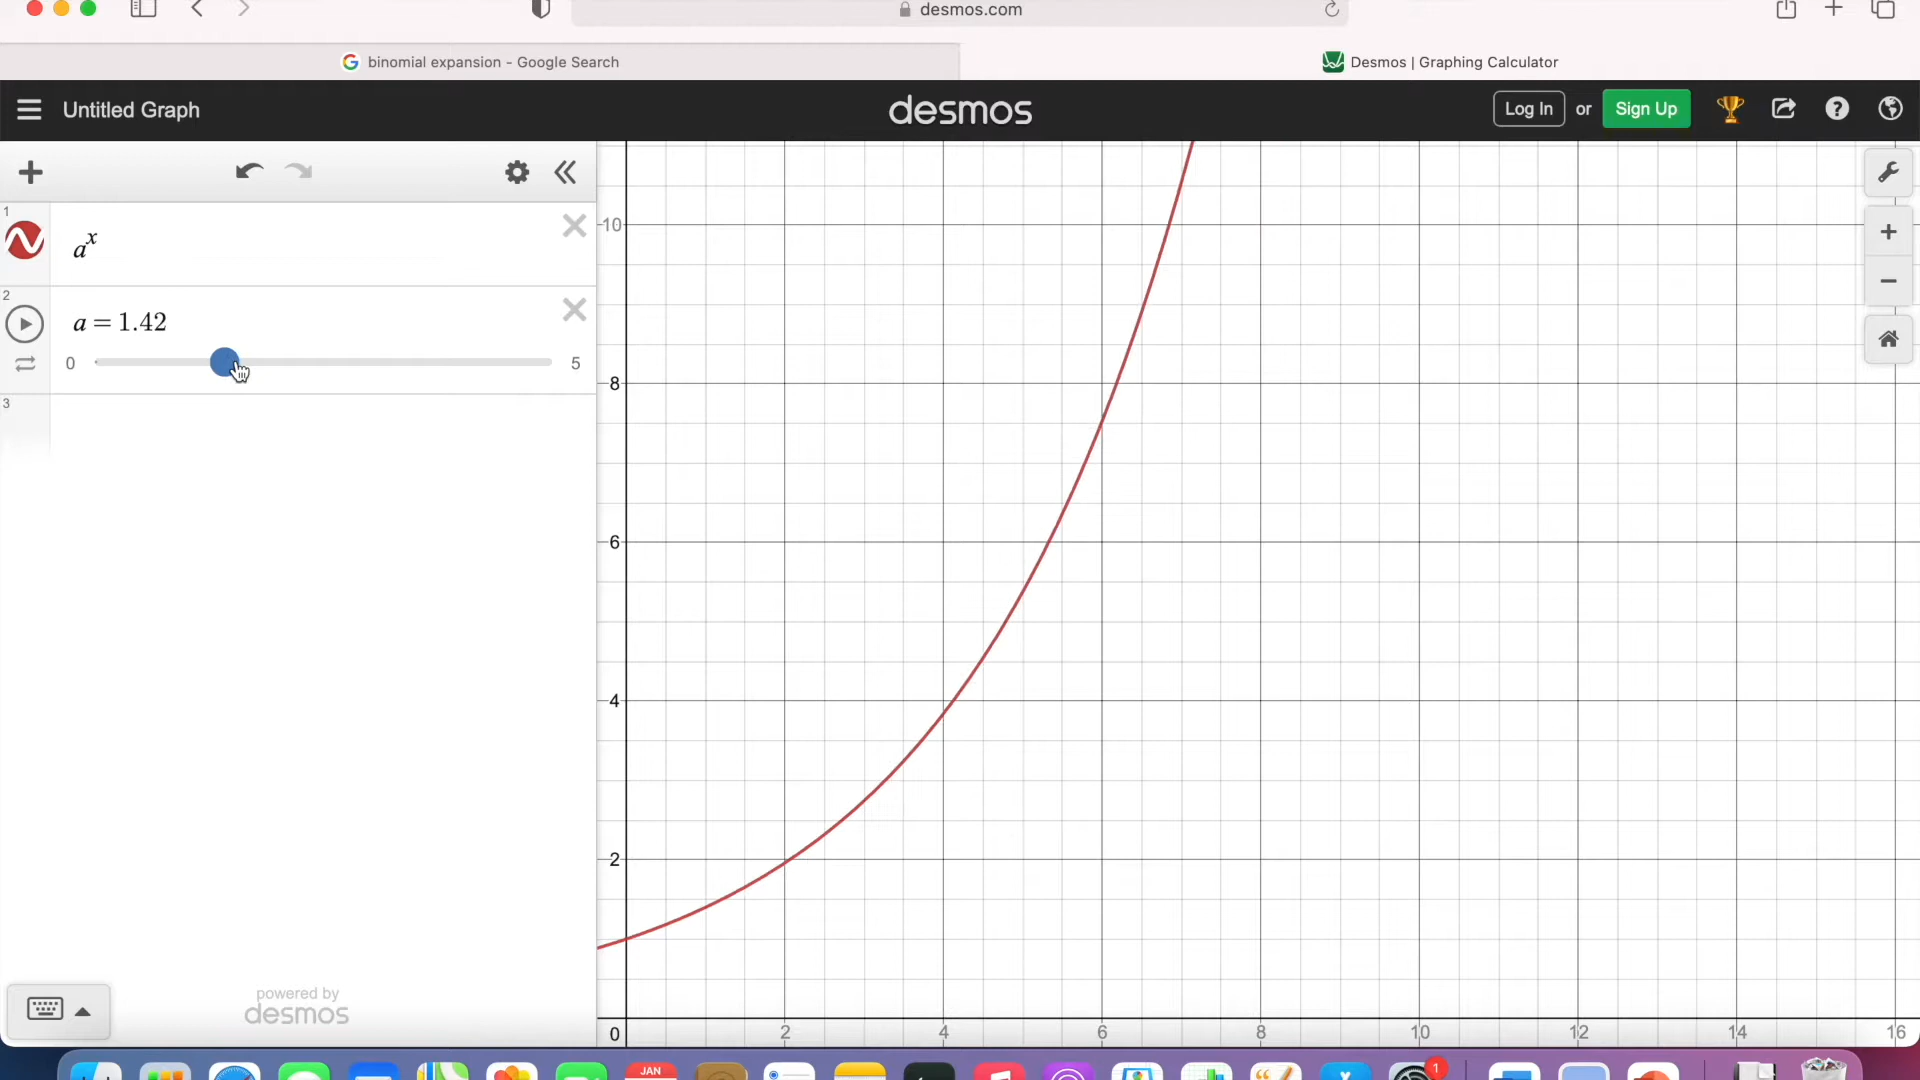 desmos.com
binomial expansion - Google Search
Desmos | Graphing Calculator
Untitled Graph
desmos
Log In or Sign Up
1
a^x
2
a = 1.42
0 5
3
10
8
6
4
2
0 2 4 6 8 10 12 14 16
powered by
desmos
JAN
1